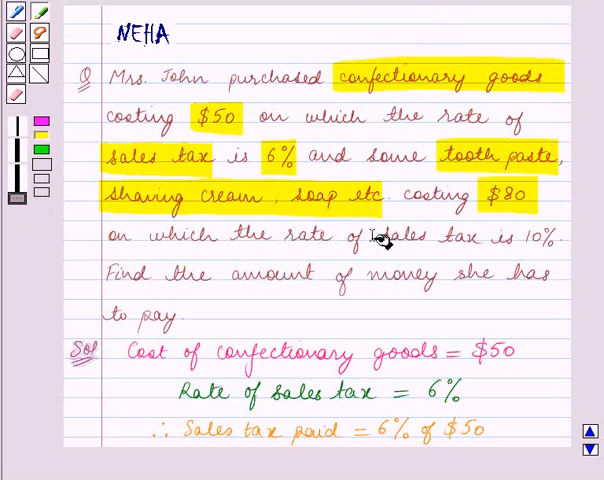 NEHA
Q Mrs. John purchased confectionary goods
costing $50 on which the rate of
sales tax is 6% and some tooth paste,
shaving cream, soap etc. costing $80
on which the rate of sales tax is 10%.
Find the amount of money she has
to pay.
Sol Cost of confectionary goods = $50
Rate of sales tax = 6%
∴ Sales tax paid = 6% of $50